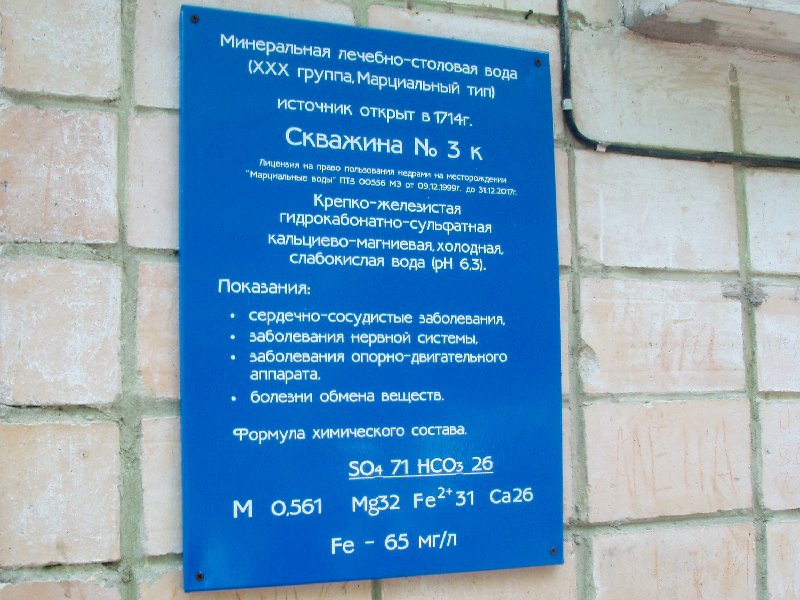 Минеральная лечебно-столовая вода
(XXX группа, Марциальный тип)
источник открыт в 1714г.
Скважина № 3 к
Лицензия на право пользования недрами на месторождении
"Марциальные воды" ПТЗ 00556 МЭ от 09.12.1999г. до 31.12.2017г.
Крепко-железистая
гидрокабонатно-сульфатная
кальциево-магниевая, холодная,
слабокислая вода (pH 6,3).
Показания:
• сердечно-сосудистые заболевания,
• заболевания нервной системы,
• заболевания опорно-двигательного
аппарата,
• болезни обмена веществ.
Формула химического состава.
SO₄ 71 HCO₃ 26
М 0,561 Mg32 Fe²⁺31 Ca26
Fe - 65 мг/л